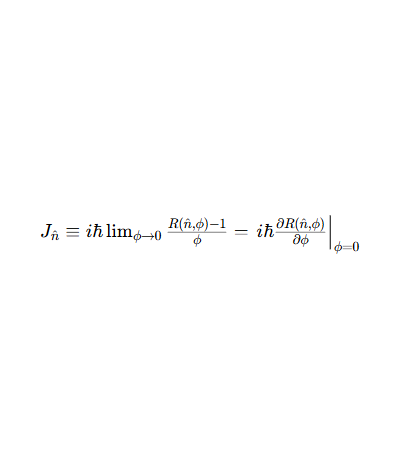 $J_{\hat{n}} \equiv i\hbar \lim_{\phi \to 0} \frac{R(\hat{n},\phi)-1}{\phi} = i\hbar \frac{\partial R(\hat{n},\phi)}{\partial \phi} \Big|_{\phi=0}$